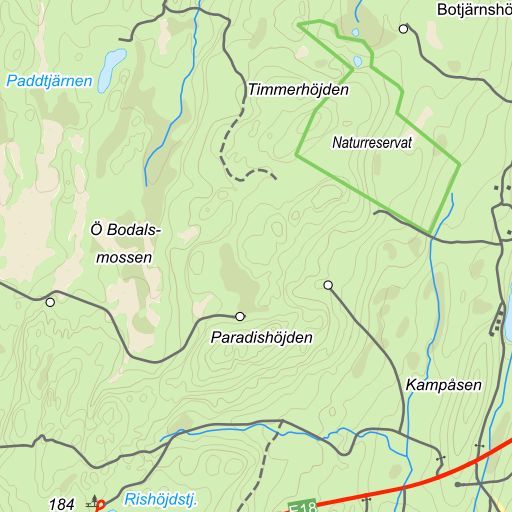 Botjärnshö
Paddtjärnen
Timmerhöjden
Naturreservat
Ö Bodals-
mossen
Paradishöjden
Kampåsen
184
Rishöjdstj.
E18